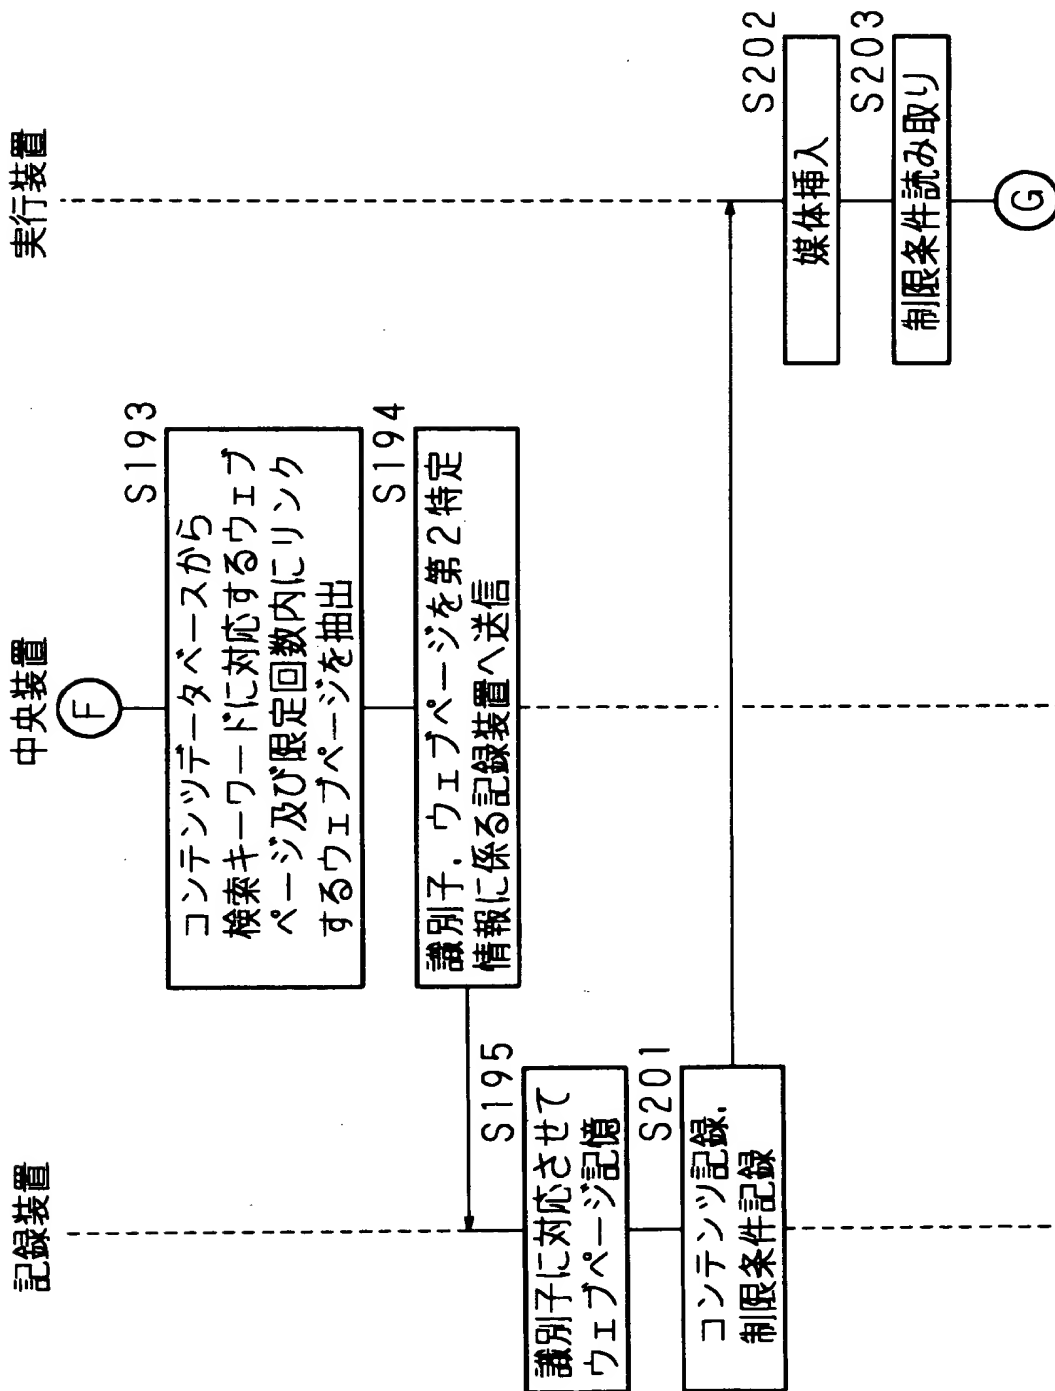 記録装置
中央装置
実行装置
F
S193
コンテンツデータベースから
検索キーワードに対応するウェブ
ページ及び限定回数内にリンク
するウェブページを抽出
S194
識別子，ウェブページを第２特定
情報に係る記録装置へ送信
S195
識別子に対応させて
ウェブページ記憶
S201
コンテンツ記録，
制限条件記録
S202
媒体挿入
S203
制限条件読み取り
G